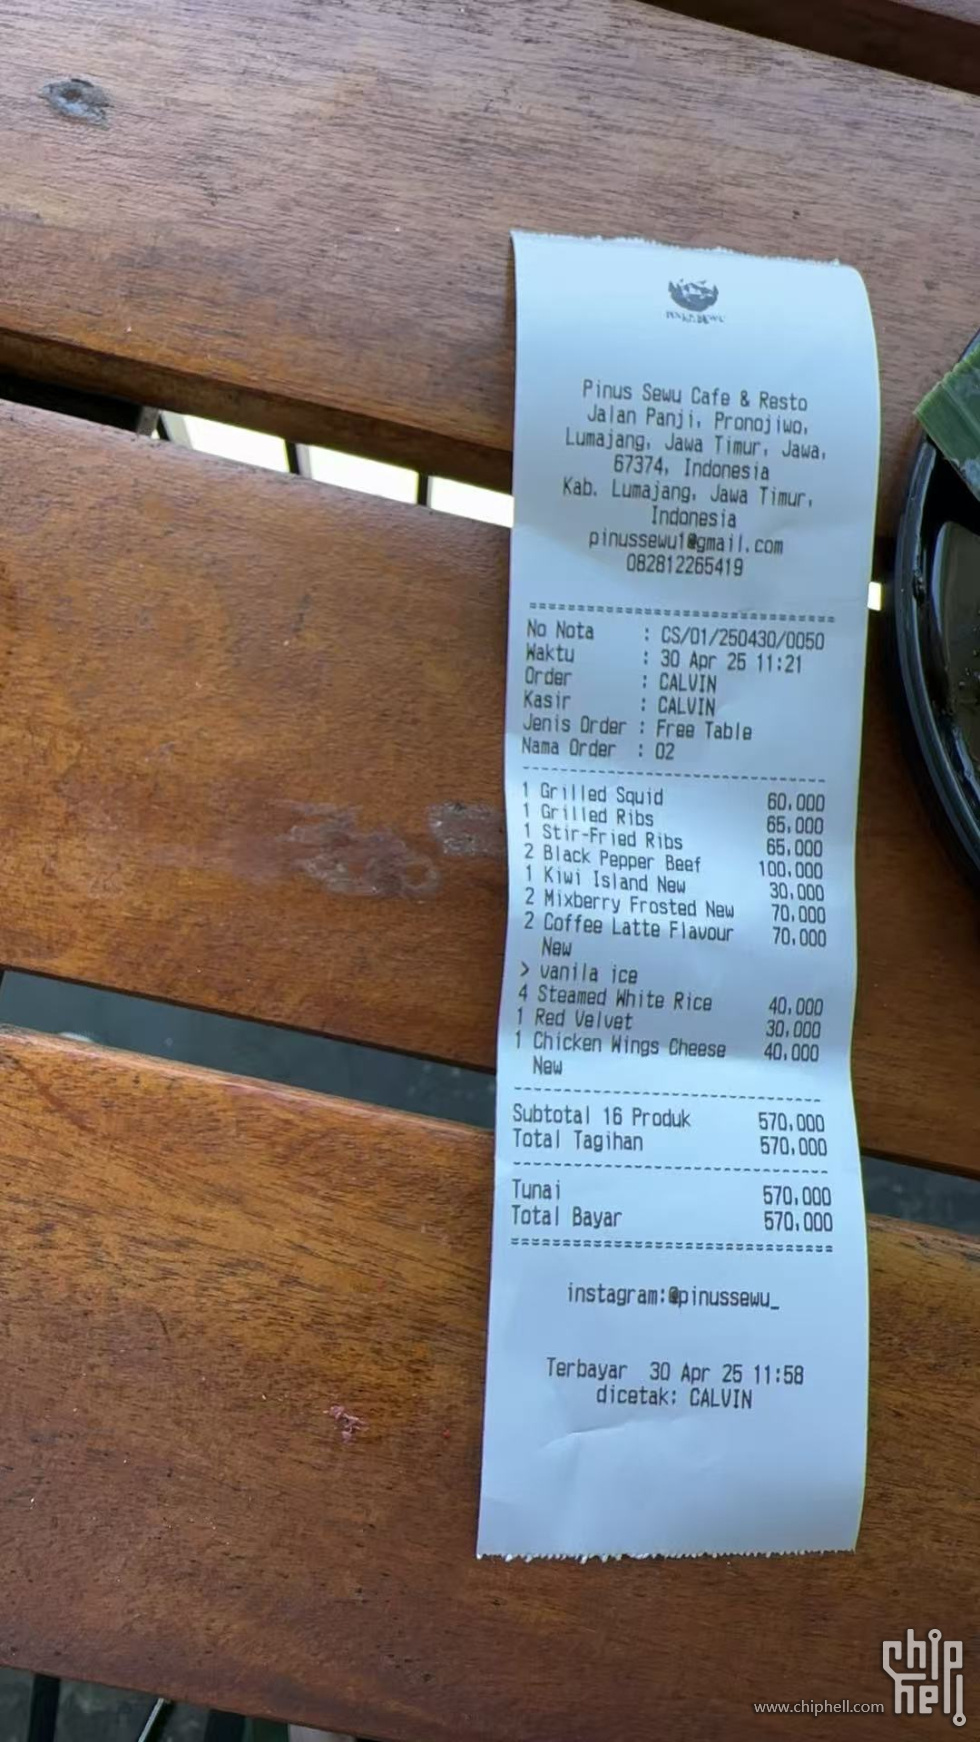 Pinus Sewu Cafe & Resto
Jalan Panji, Pronojiwo,
Lumajang, Jawa Timur, Jawa,
67374, Indonesia
Kab. Lumajang, Jawa Timur,
Indonesia
pinussewu1@gmail.com
082812265419
No Nota : CS/01/250430/0050
Waktu : 30 Apr 25 11:21
Order : CALVIN
Kasir : CALVIN
Jenis Order : Free Table
Nama Order : 02
1 Grilled Squid 60,000
1 Grilled Ribs 65,000
1 Stir-Fried Ribs 65,000
2 Black Pepper Beef 100,000
1 Kiwi Island New 30,000
2 Mixberry Frosted New 70,000
2 Coffee Latte Flavour 70,000
New
> vanila ice
4 Steamed White Rice 40,000
1 Red Velvet 30,000
1 Chicken Wings Cheese 40,000
New
Subtotal 16 Produk 570,000
Total Tagihan 570,000
Tunai 570,000
Total Bayar 570,000
instagram:@pinussewu_
Terbayar 30 Apr 25 11:58
dicetak: CALVIN
www.chiphell.com
chip
hell